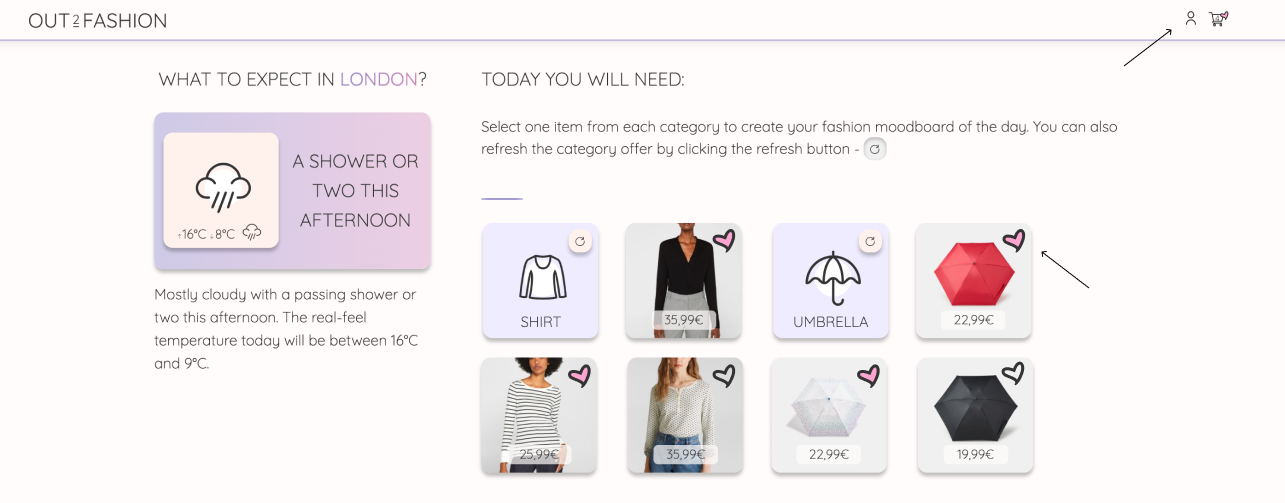 OUT2FASHION
WHAT TO EXPECT IN LONDON?
A SHOWER OR
TWO THIS
AFTERNOON
↑16°C ↓8°C
Mostly cloudy with a passing shower or
two this afternoon. The real-feel
temperature today will be between 16°C
and 9°C.
TODAY YOU WILL NEED:
Select one item from each category to create your fashion moodboard of the day. You can also
refresh the category offer by clicking the refresh button -
SHIRT
35,99€
UMBRELLA
22,99€
25,99€
35,99€
22,99€
19,99€